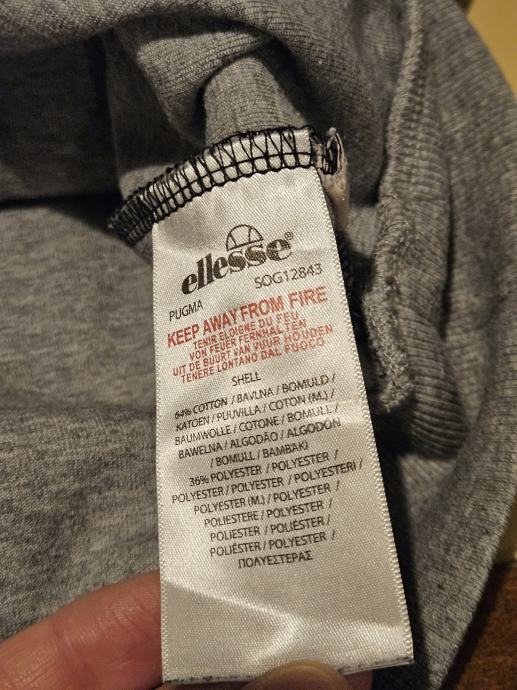 ellesse®
PUGMA SOG12843
KEEP AWAY FROM FIRE
TENIR ELOIGNE DU FEU
VON FEUER FERNHALTEN
UIT DE BUURT VAN VUUR HOUDEN
TENERE LONTANO DAL FUOCO
SHELL
64% COTTON / BAVLNA / BOMULD /
KATOEN / PUUVILLA / COTON (M.) /
BAUMWOLLE / COTONE / BOMULL /
BAWELNA / ALGODÃO / ALGODÓN
/ BOMULL / BAMBAKI
36% POLYESTER / POLYESTER /
POLYESTER / POLYESTER / POLYESTERI /
POLYESTER (M.) / POLYESTER /
POLIESTERE / POLYESTER /
POLIESTER / POLIÉSTER /
POLIÉSTER / POLYESTER /
ΠΟΛΥΕΣΤΕΡΑΣ